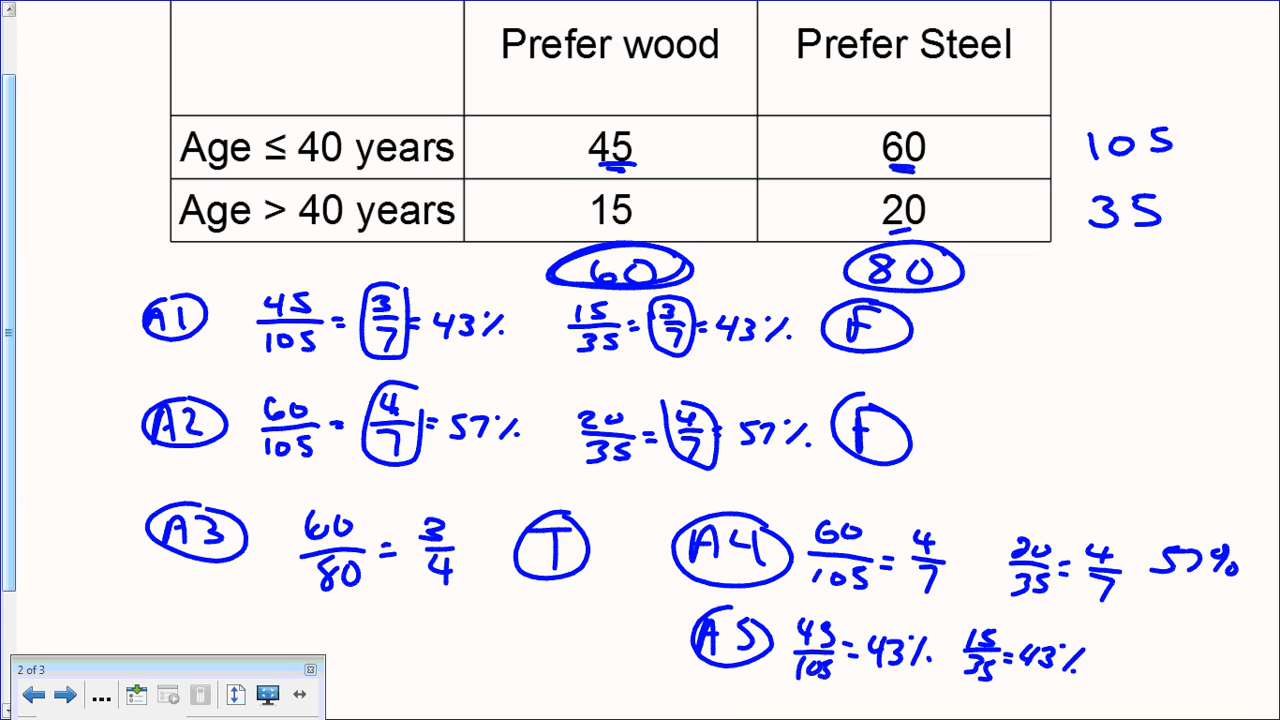 Prefer wood Prefer Steel
Age ≤ 40 years 45 60 105
Age > 40 years 15 20 35
60 80
A1 45/105 = 3/7 = 43% 15/35 = 3/7 = 43% F
A2 60/105 = 4/7 = 57% 20/35 = 4/7 = 57% F
A3 60/80 = 3/4 T A4 60/105 = 4/7 20/35 = 4/7 57%
A5 45/105 = 43% 15/35 = 43%
2 of 3